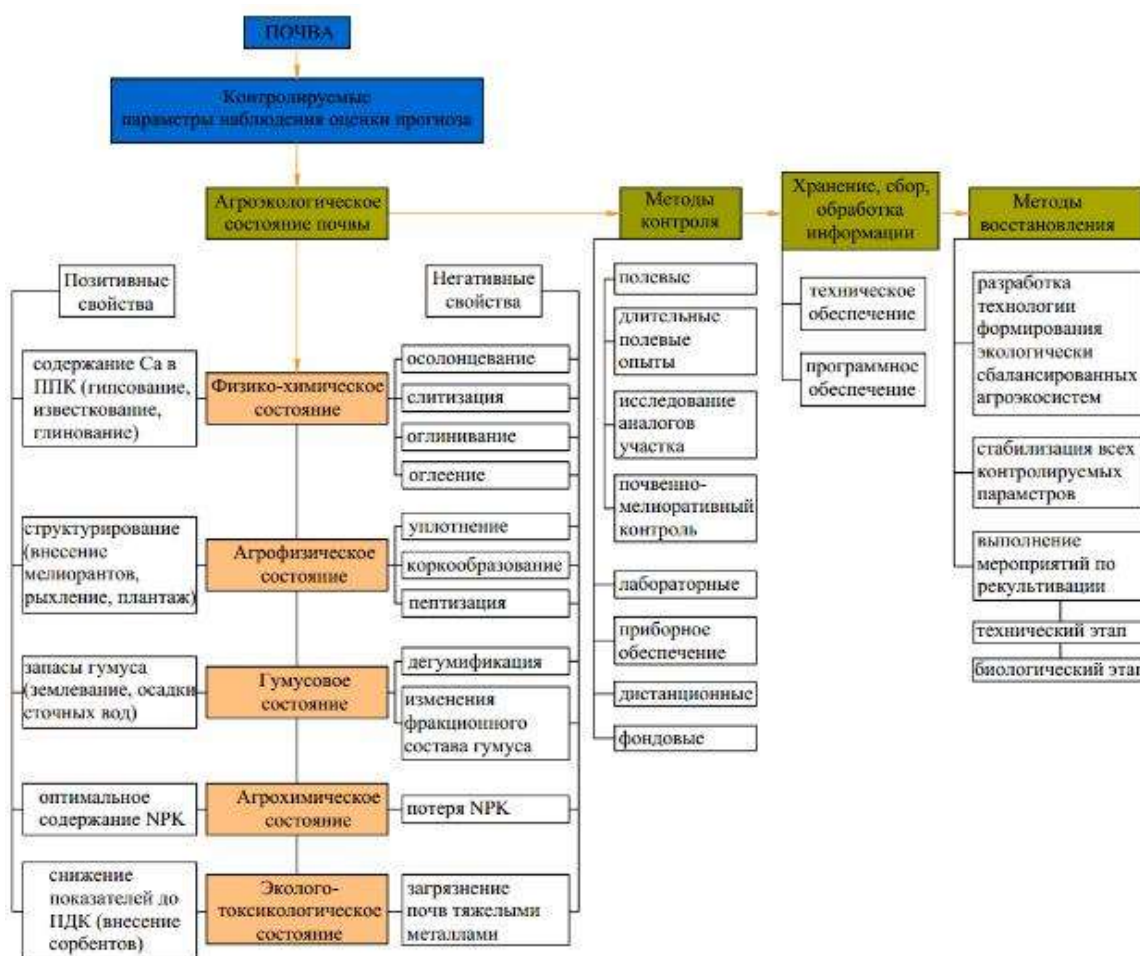 ПОЧВА
Контролируемые
параметры наблюдения оценки прогноза
Агроэкологическое
состояние почвы
Методы
контроля
Хранение, сбор,
обработка
информации
Методы
восстановления
Позитивные
свойства
Негативные
свойства
содержание Са в
ППК (гипсование,
известкование,
глинование)
Физико-химическое
состояние
осолонцевание
слитизация
оглинивание
оглеение
структурирование
(внесение
мелиорантов,
рыхление, плантаж)
Агрофизическое
состояние
уплотнение
коркообразование
пептизация
запасы гумуса
(землевание, осадки
сточных вод)
Гумусовое
состояние
дегумификация
изменения
фракционного
состава гумуса
оптимальное
содержание NPK
Агрохимическое
состояние
потеря NPK
снижение
показателей до
ПДК (внесение
сорбентов)
Эколого-
токсикологическое
состояние
загрязнение
почв тяжелыми
металлами
полевые
длительные
полевые
опыты
исследование
аналогов
участка
почвенно-
мелиоративный
контроль
лабораторные
приборное
обеспечение
дистанционные
фондовые
техническое
обеспечение
программное
обеспечение
разработка
технологии
формирования
экологически
сбалансированных
агроэкосистем
стабилизация всех
контролируемых
параметров
выполнение
мероприятий по
рекультивации
технический этап
биологический этап